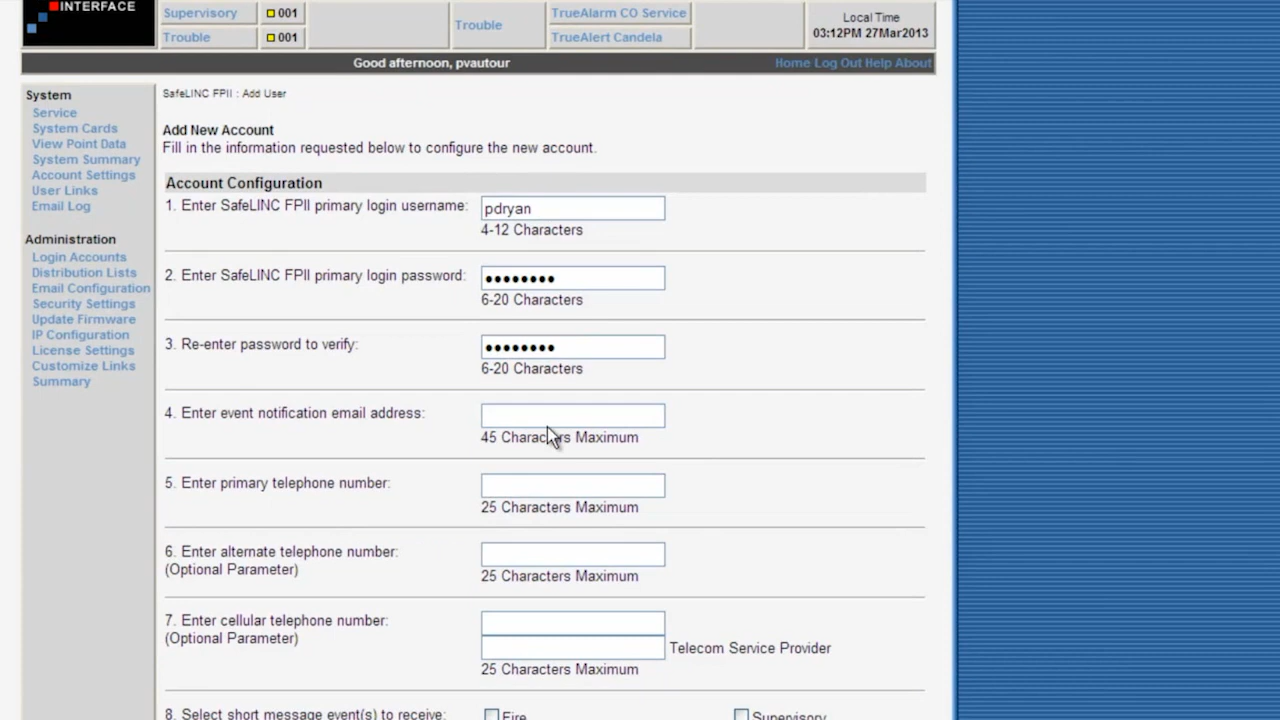 INTERFACE
Supervisory 001
Trouble 001
Trouble
TrueAlarm CO Service
TrueAlert Candela
Local Time
03:12PM 27Mar2013
Good afternoon, pvautour
Home Log Out Help About
System
Service
System Cards
View Point Data
System Summary
Account Settings
User Links
Email Log
Administration
Login Accounts
Distribution Lists
Email Configuration
Security Settings
Update Firmware
IP Configuration
License Settings
Customize Links
Summary
SafeLINC FPII : Add User
Add New Account
Fill in the information requested below to configure the new account.
Account Configuration
1. Enter SafeLINC FPII primary login username: pdryan
4-12 Characters
2. Enter SafeLINC FPII primary login password: ••••••••
6-20 Characters
3. Re-enter password to verify: ••••••••
6-20 Characters
4. Enter event notification email address:
45 Characters Maximum
5. Enter primary telephone number:
25 Characters Maximum
6. Enter alternate telephone number:
(Optional Parameter)
25 Characters Maximum
7. Enter cellular telephone number:
(Optional Parameter)
Telecom Service Provider
25 Characters Maximum
8. Select short message event(s) to receive: Fire Supervisory